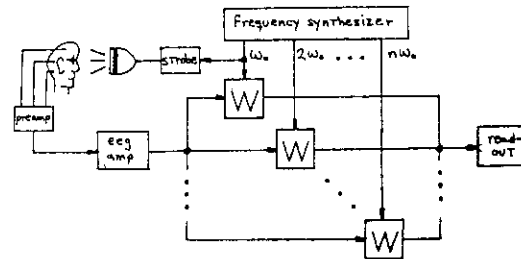 Frequency synthesizer
strobe
ω₀
2ω₀ . . . nω₀
W
preamp
eeg
amp
W
read-
out
W